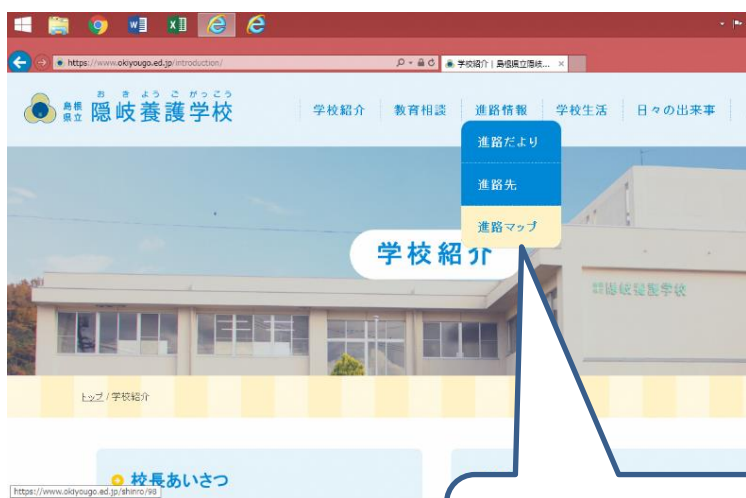 https://www.okiyougo.ed.jp/introduction/
学校紹介 | 島根県立隠岐...
おきようごがっこう
島根県立 隠岐養護学校
学校紹介 教育相談 進路情報 学校生活 日々の出来事
進路だより
進路先
進路マップ
学校紹介
隠岐養護学校
トップ / 学校紹介
校長あいさつ
https://www.okiyougo.ed.jp/shinro/98